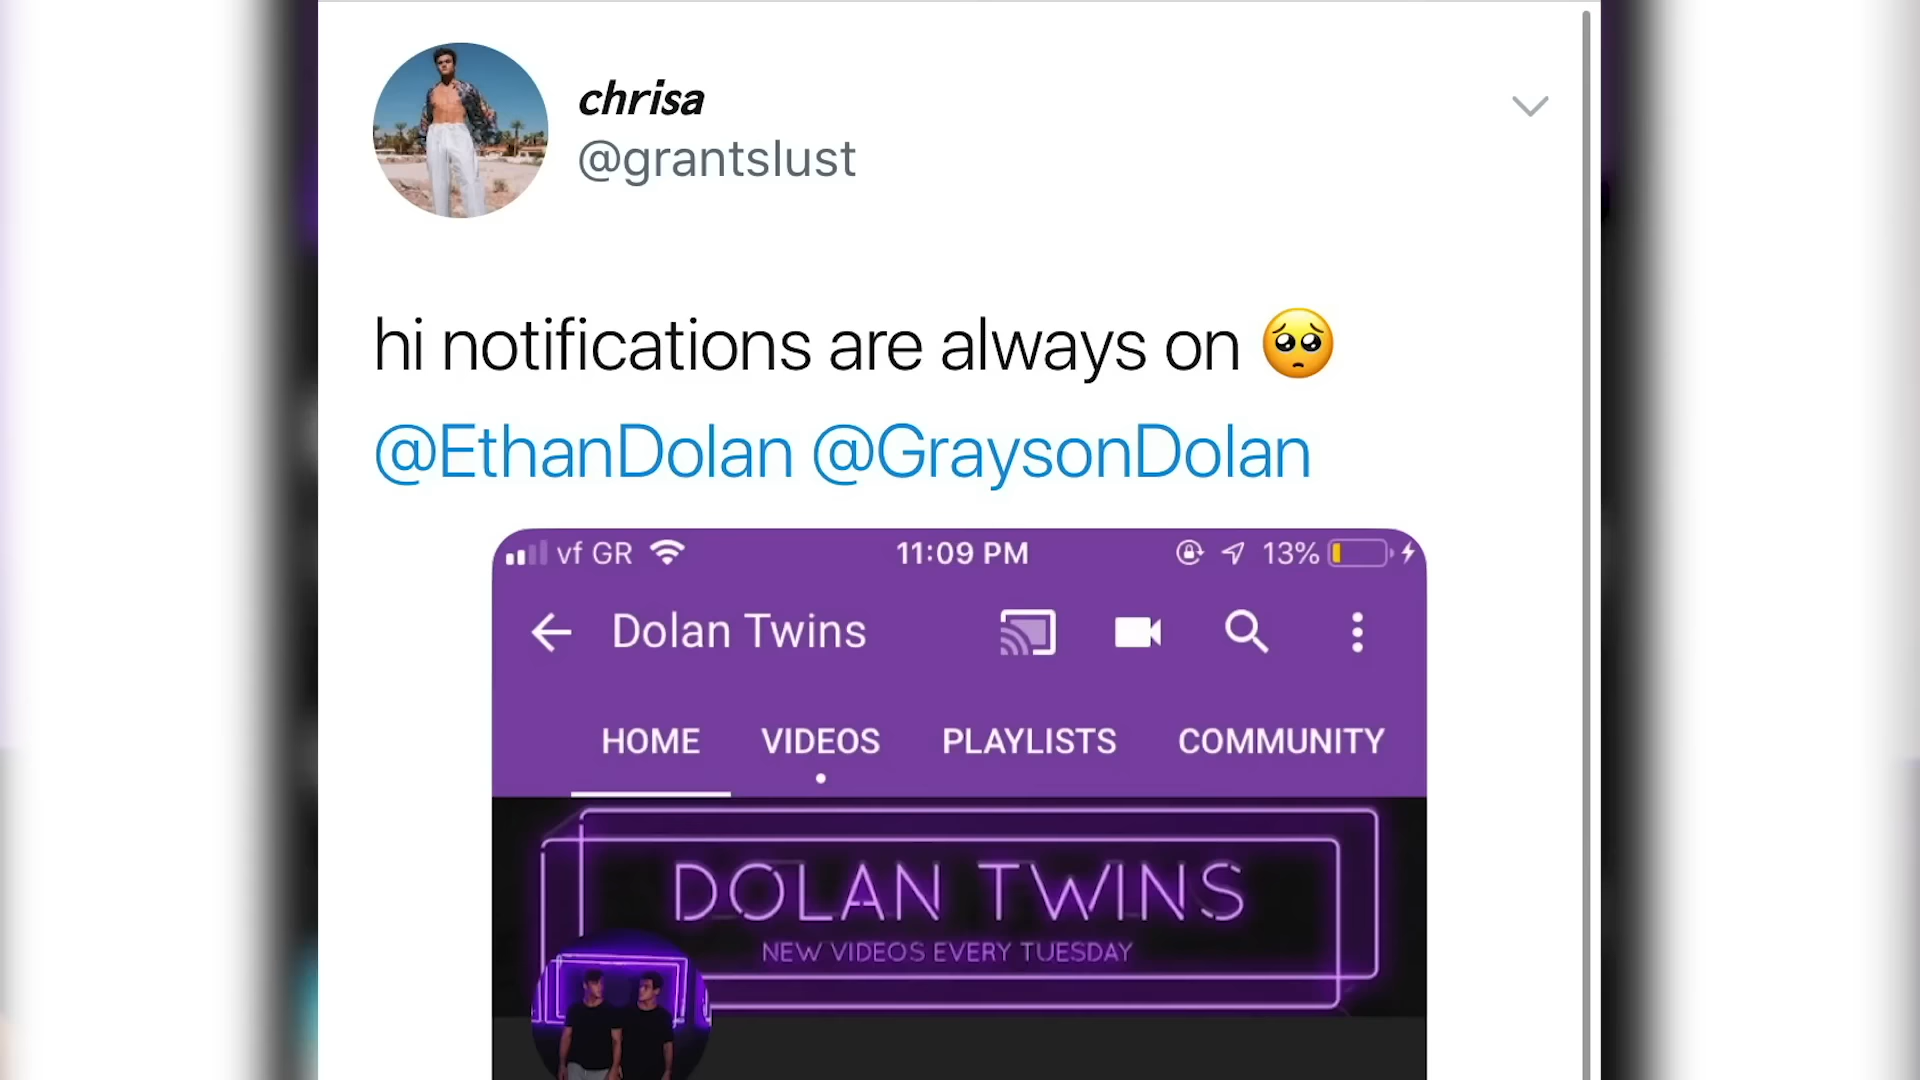 chrisa
@grantslust
hi notifications are always on 🥺
@EthanDolan @GraysonDolan
vf GR 11:09 PM 13%
Dolan Twins
HOME VIDEOS PLAYLISTS COMMUNITY
DOLAN TWINS
NEW VIDEOS EVERY TUESDAY